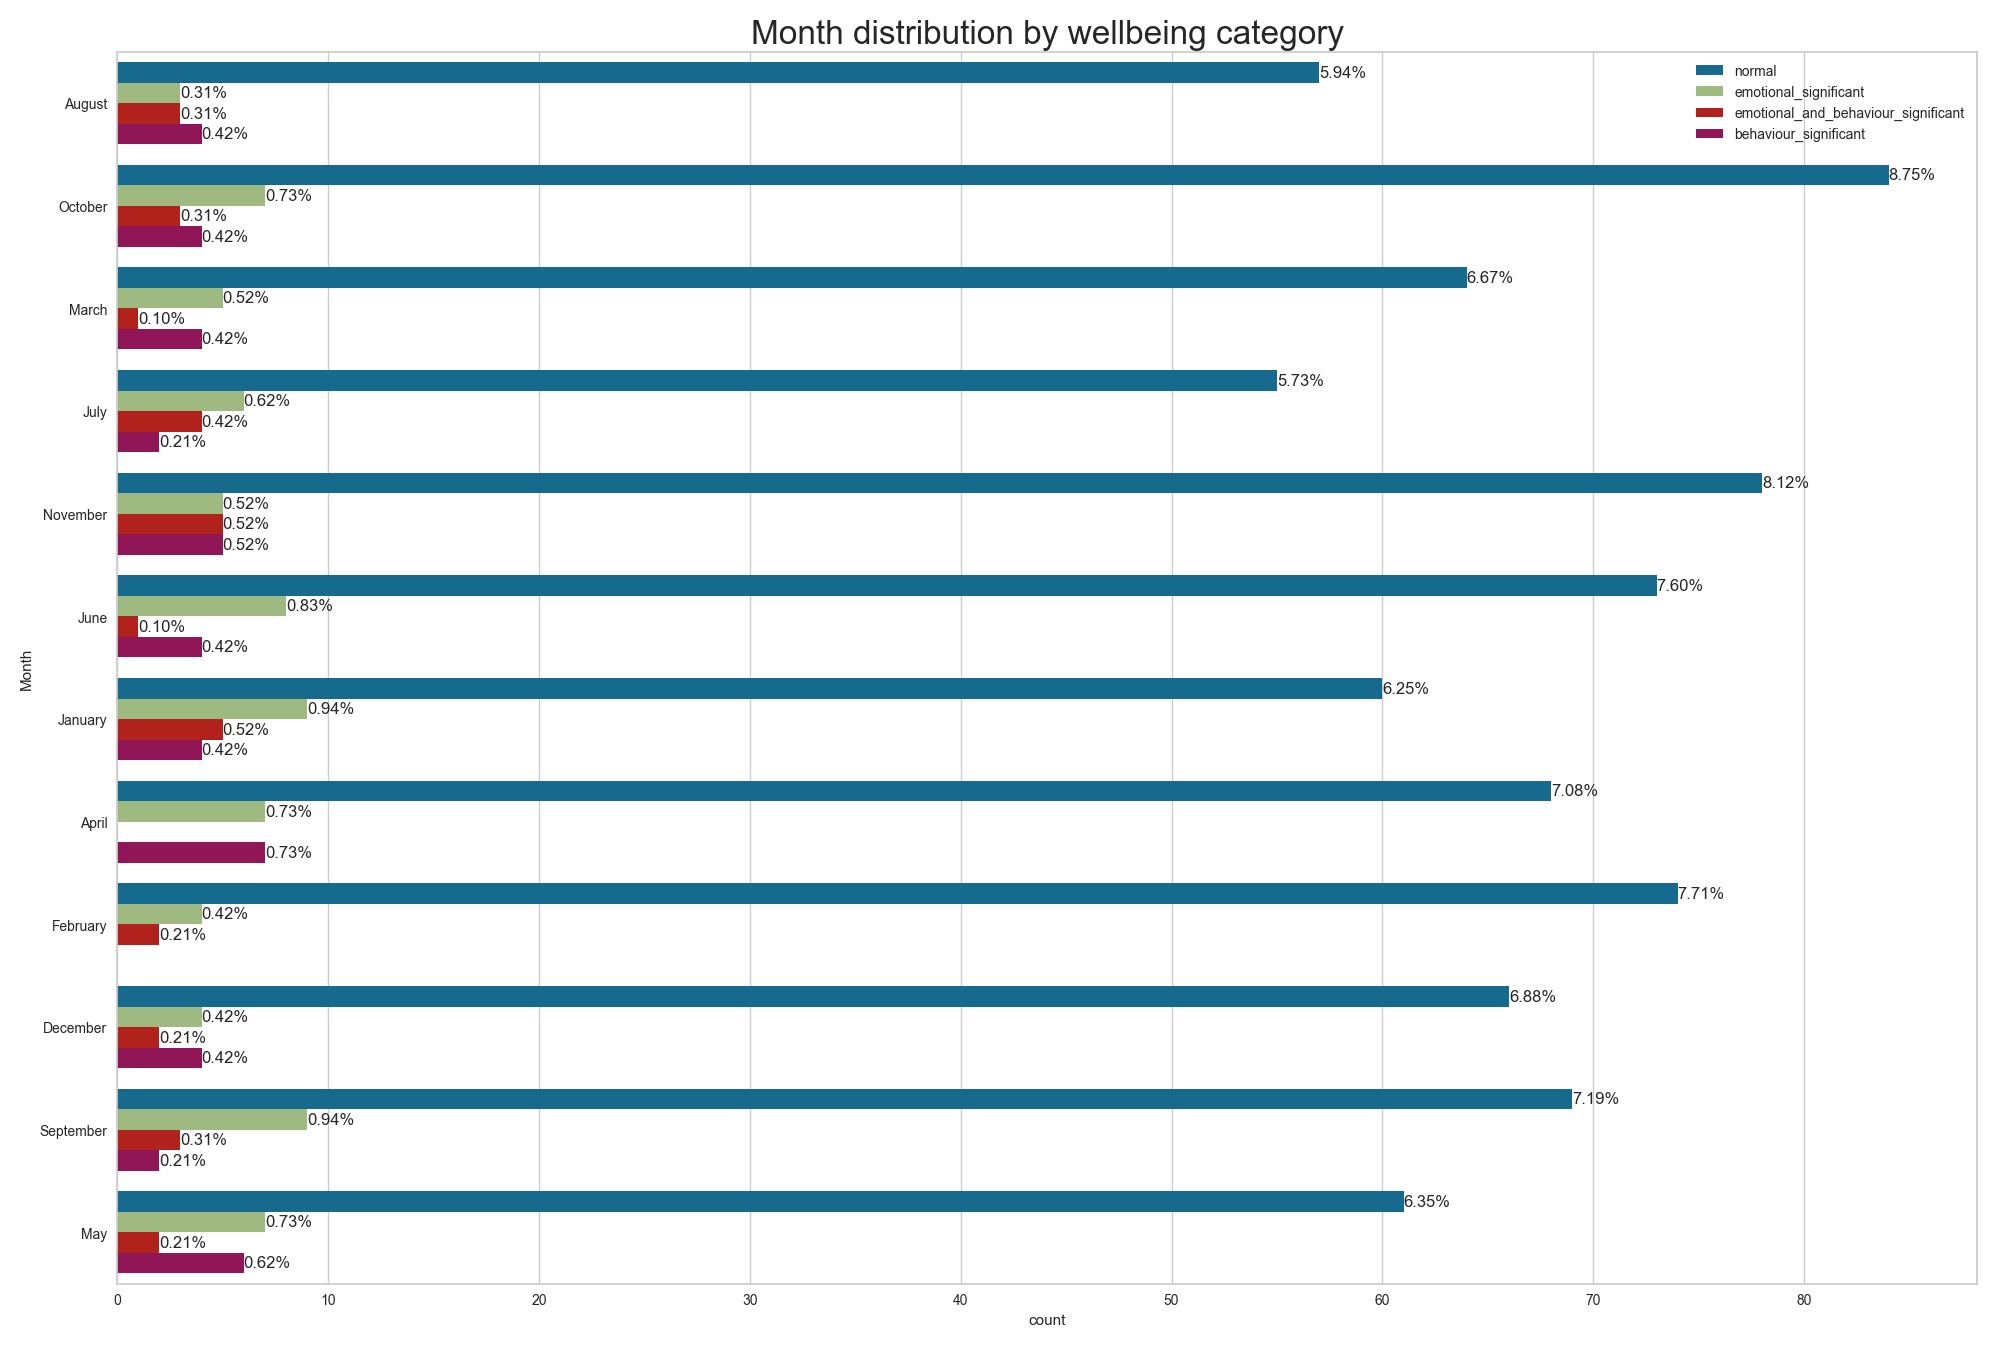 Month distribution by wellbeing category
normal
emotional_significant
emotional_and_behaviour_significant
behaviour_significant
Month
August
5.94%
0.31%
0.31%
0.42%
October
8.75%
0.73%
0.31%
0.42%
March
6.67%
0.52%
0.10%
0.42%
July
5.73%
0.62%
0.42%
0.21%
November
8.12%
0.52%
0.52%
0.52%
June
7.60%
0.83%
0.10%
0.42%
January
6.25%
0.94%
0.52%
0.42%
April
7.08%
0.73%
0.73%
February
7.71%
0.42%
0.21%
December
6.88%
0.42%
0.21%
0.42%
September
7.19%
0.94%
0.31%
0.21%
May
6.35%
0.73%
0.21%
0.62%
0 10 20 30 40 50 60 70 80
count